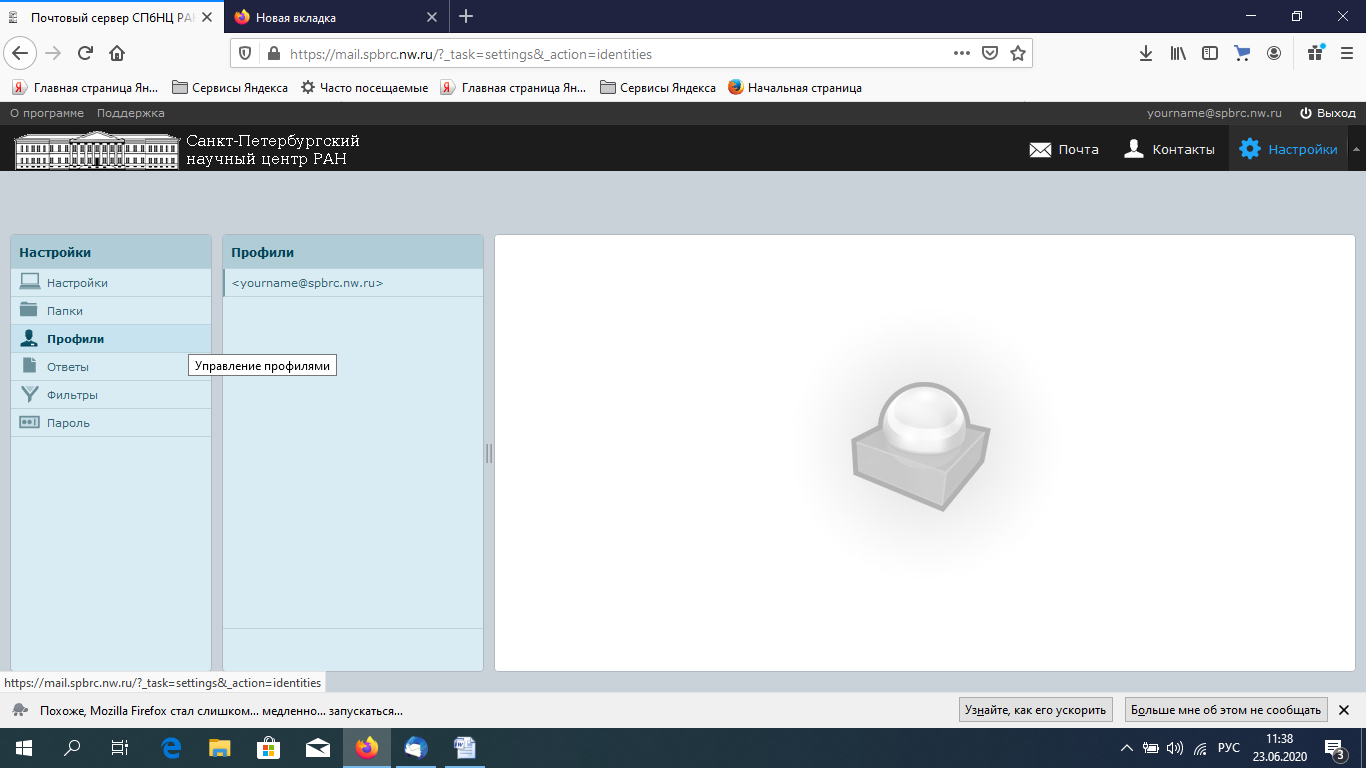 Почтовый сервер СПбНЦ РАН
Новая вкладка
https://mail.spbrc.nw.ru/?_task=settings&_action=identities
Главная страница Ян...
Сервисы Яндекса
Часто посещаемые
Главная страница Ян...
Сервисы Яндекса
Начальная страница
О программе
Поддержка
yourname@spbrc.nw.ru
Выход
Санкт-Петербургский
научный центр РАН
Почта
Контакты
Настройки
Настройки
Настройки
Папки
Профили
Ответы
Фильтры
Пароль
Профили
<yourname@spbrc.nw.ru>
Управление профилями
https://mail.spbrc.nw.ru/?_task=settings&_action=identities
Похоже, Mozilla Firefox стал слишком... медленно... запускаться...
Узнайте, как его ускорить
Больше мне об этом не сообщать
РУС
11:38
23.06.2020
3